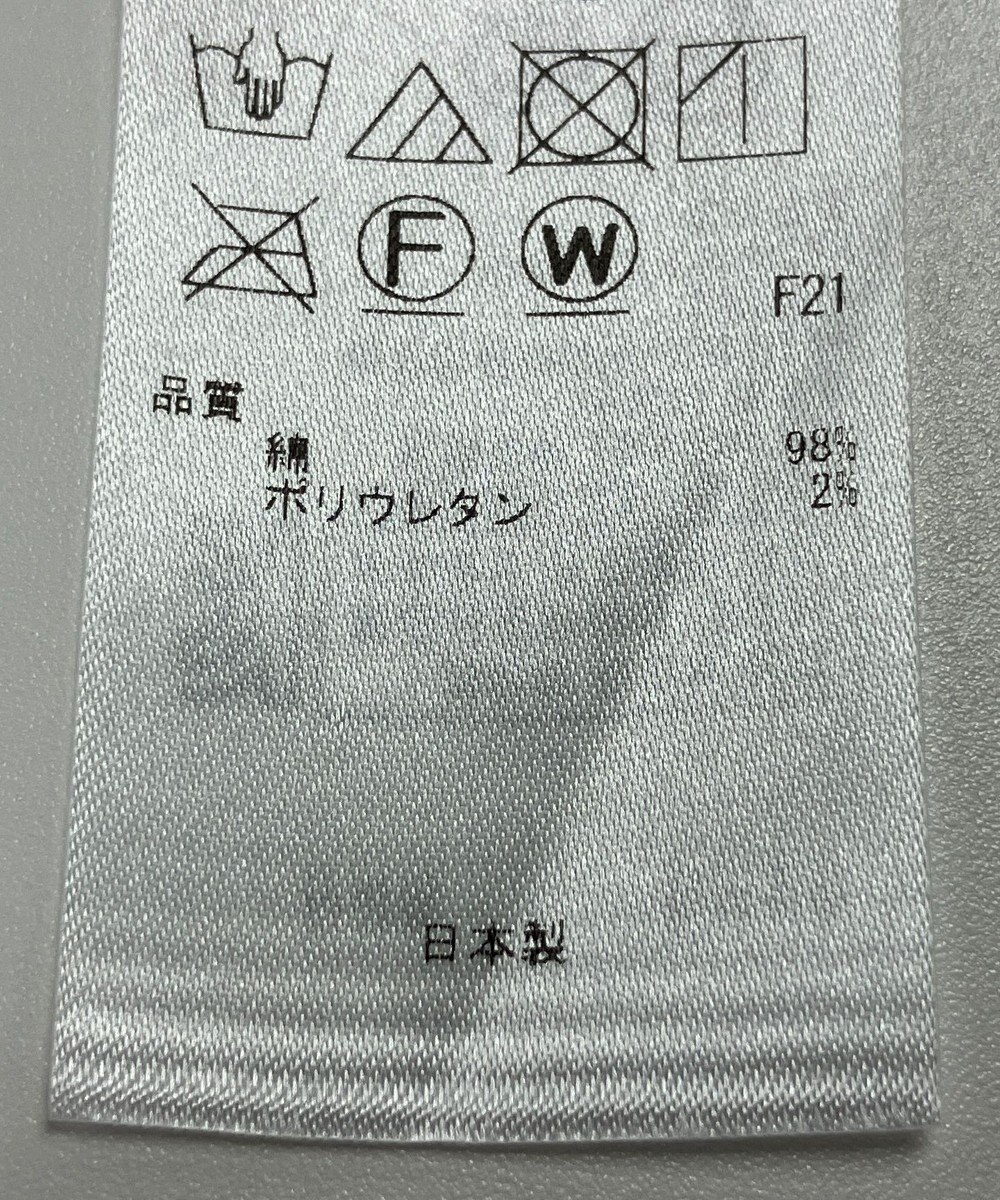 F W
F21
品質
綿 98%
ポリウレタン 2%
日本製